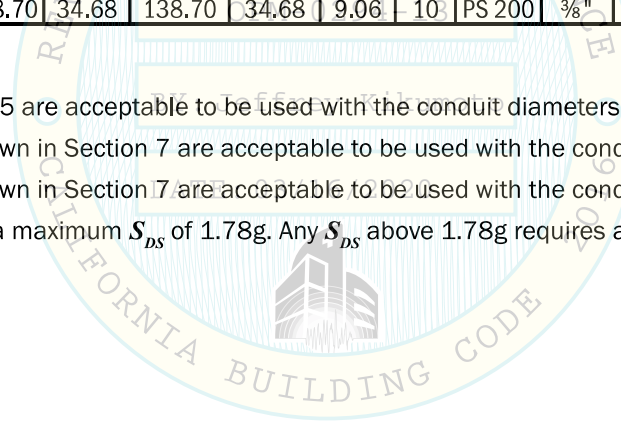 .70 34.68 138.70 34.68 9.06 10 PS 200 ⅜"
5 are acceptable to be used with the conduit diameters
BY Jeffrey Kikumoto
wn in Section 7 are acceptable to be used with the cond
wn in Section 7 are acceptable to be used with the cond
DATE
2020
a maximum S_DS of 1.78g. Any S_DS above 1.78g requires a
CALIFORNIA BUILDING CODE